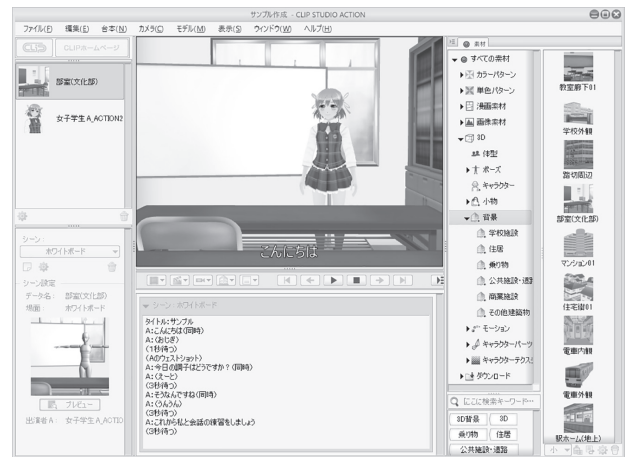 サンプル作成 - CLIP STUDIO ACTION
ファイル(F) 編集(E) 台本(N) カメラ(C) モデル(M) 表示(S) ウィンドウ(W) ヘルプ(H)
CLIP
CLIPホームページ
部室(文化部)
女子学生A_ACTION2
シーン
ホワイトボード
シーン設定
データ名: 部室(文化部)
場面: ホワイトボード
プレビュー
出演者A: 女子学生A_ACTIO
こんにちは
シーン:ホワイトボード
タイトル:サンプル
A:こんにちは(同時)
A:(おじぎ)
(1秒待つ)
(Aのウェストショット)
A:今日の調子はどうですか?(同時)
A:(えーと)
(3秒待つ)
A:そうなんですね(同時)
A:(うんうん)
(3秒待つ)
A:これから私と会話の練習をしましょう
(3秒待つ)
素材
すべての素材
カラーパターン
単色パターン
漫画素材
画像素材
3D
体型
ポーズ
キャラクター
小物
背景
学校施設
住居
乗り物
公共施設・道路
商業施設
その他建築物
モーション
キャラクターパーツ
キャラクターテクス
ダウンロード
ここに検索キーワード…
3D背景 3D
乗り物 住居
公共施設・道路
教室廊下01
学校外観
踏切周辺
部室(文化部)
マンション01
住宅街01
電車内観
電車外観
駅ホーム(地上)
小